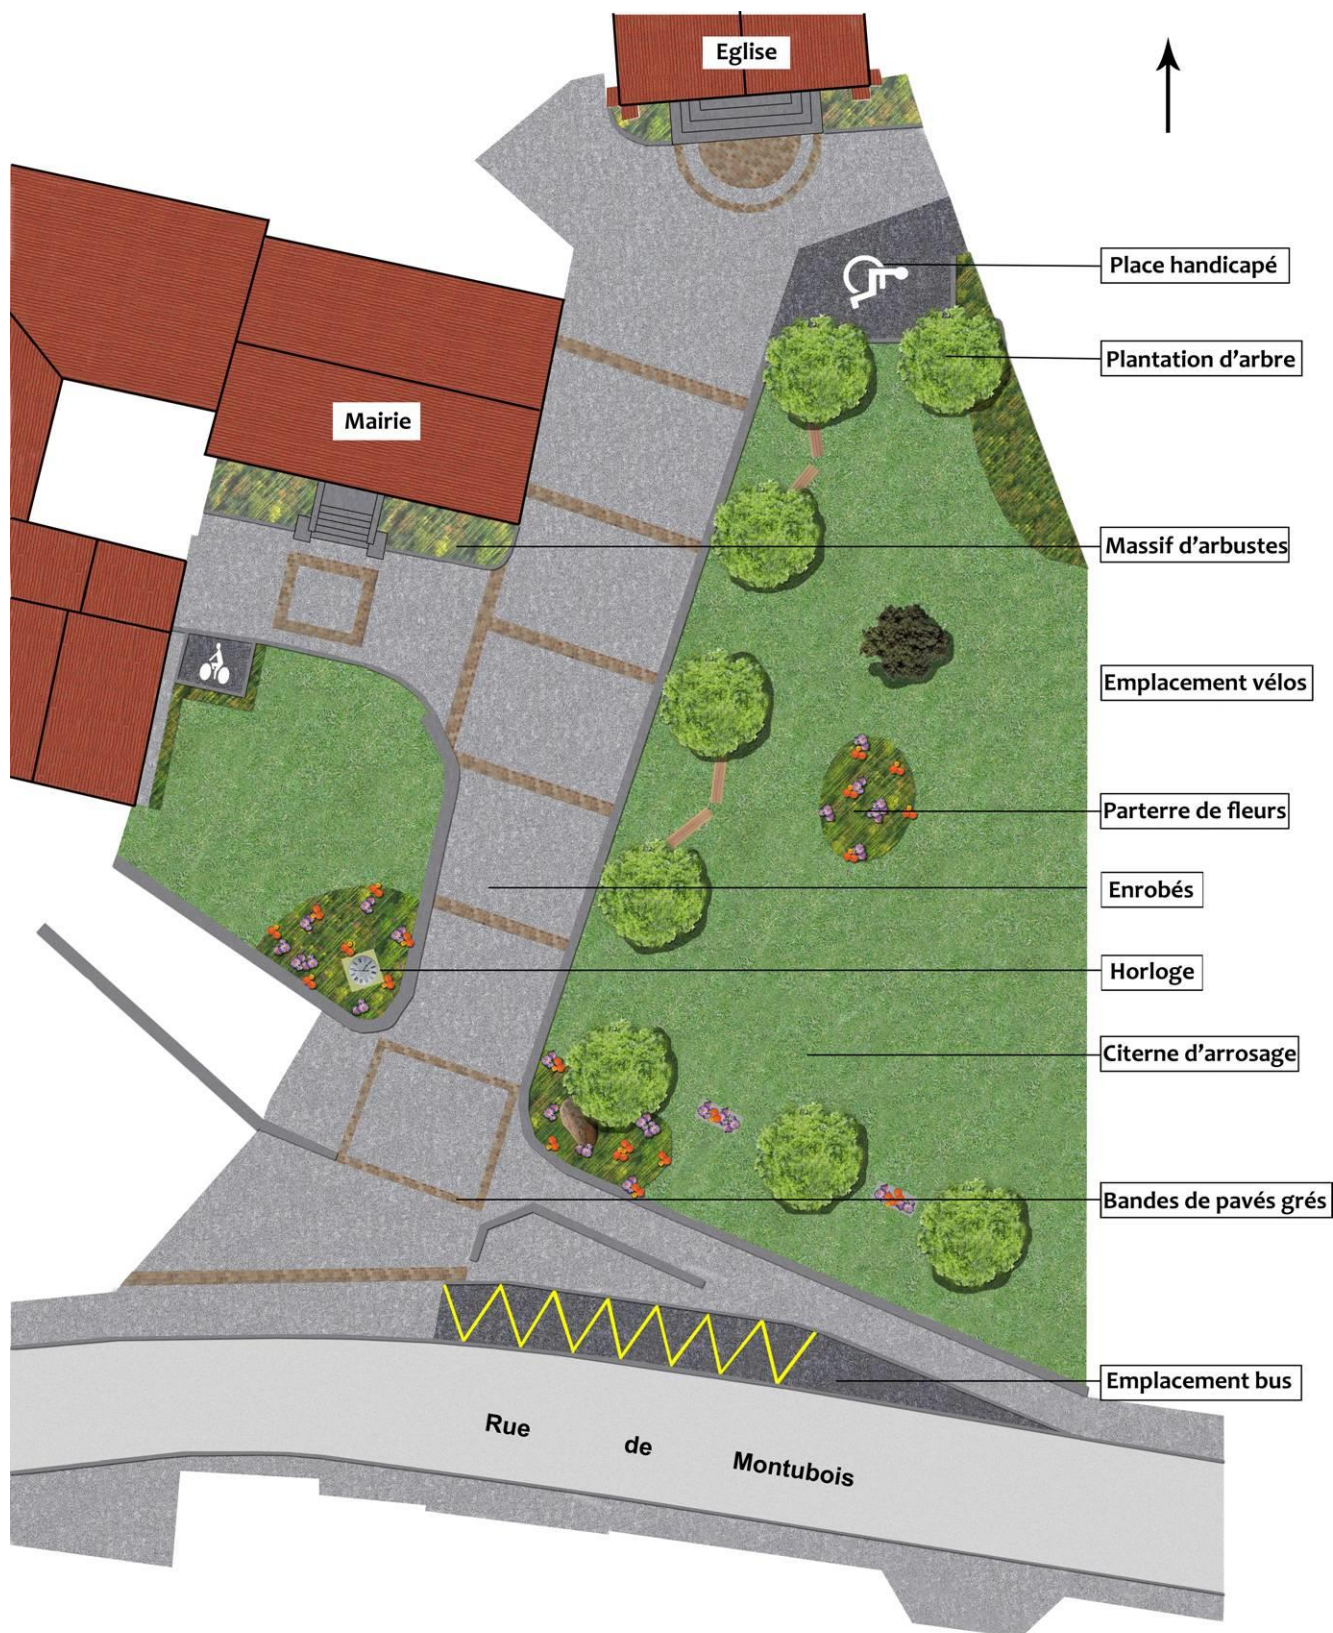 Eglise
Place handicapé
Plantation d'arbre
Mairie
Massif d'arbustes
Emplacement vélos
Parterre de fleurs
Enrobés
Horloge
Citerne d'arrosage
Bandes de pavés grés
Emplacement bus
Rue de Montubois